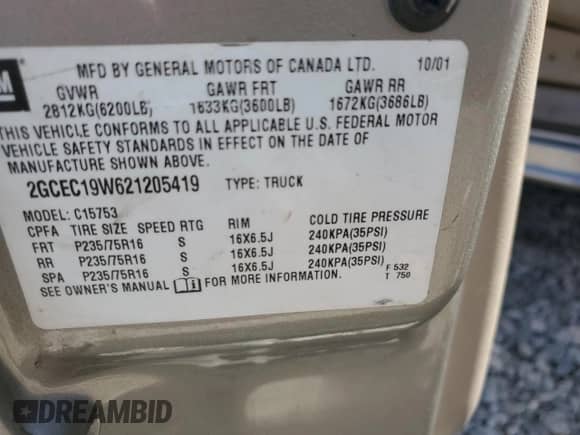 GM
MFD BY GENERAL MOTORS OF CANADA LTD. 10/01
GVWR GAWR FRT GAWR RR
2812KG(6200LB) 1633KG(3600LB) 1672KG(3686LB)
THIS VEHICLE CONFORMS TO ALL APPLICABLE U.S. FEDERAL MOTOR
VEHICLE SAFETY STANDARDS IN EFFECT ON THE DATE OF
MANUFACTURE SHOWN ABOVE.
2GCEC19W621205419 TYPE: TRUCK
MODEL: C15753
CPFA TIRE SIZE SPEED RTG RIM COLD TIRE PRESSURE
FRT P235/75R16 S 16X6.5J 240KPA(35PSI)
RR P235/75R16 S 16X6.5J 240KPA(35PSI)
SPA P235/75R16 S 16X6.5J 240KPA(35PSI)
SEE OWNER'S MANUAL FOR MORE INFORMATION.
F 532
T 750
DREAMBID